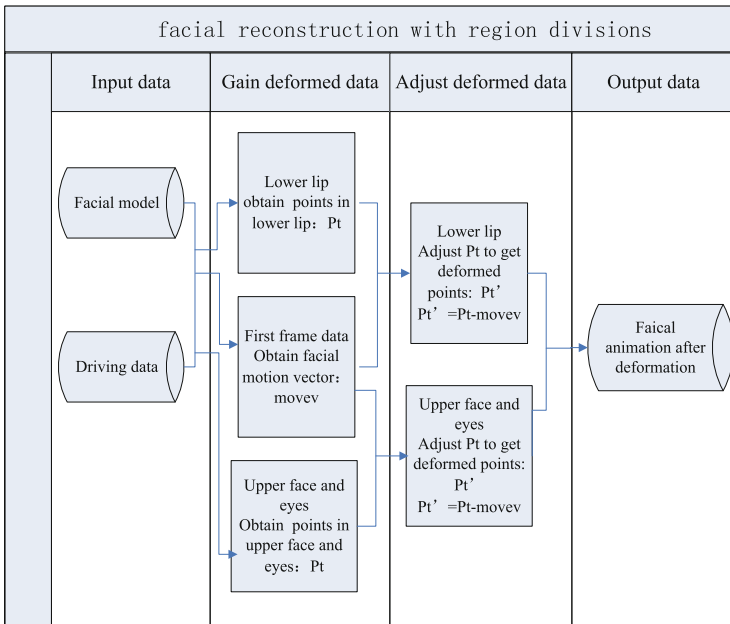 facial reconstruction with region divisions
Input data
Gain deformed data
Adjust deformed data
Output data
Facial model
Driving data
Lower lip
obtain points in
lower lip：Pt
First frame data
Obtain facial
motion vector：
movev
Upper face and
eyes
Obtain points in
upper face and
eyes：Pt
Lower lip
Adjust Pt to get
deformed
points: Pt’
Pt’=Pt-movev
Upper face and
eyes
Adjust Pt to get
deformed points:
Pt’
Pt’=Pt-movev
Faical
animation after
deformation